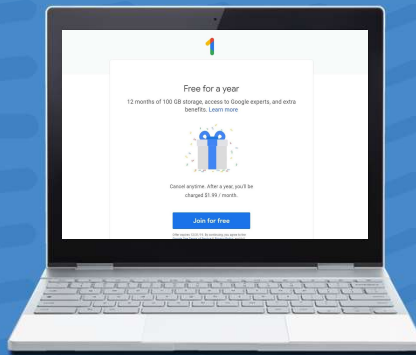 Free for a year
12 months of 100 GB storage, access to Google experts, and extra
benefits. Learn more
Cancel anytime. After a year, you'll be
charged $1.99 / month.
Join for free